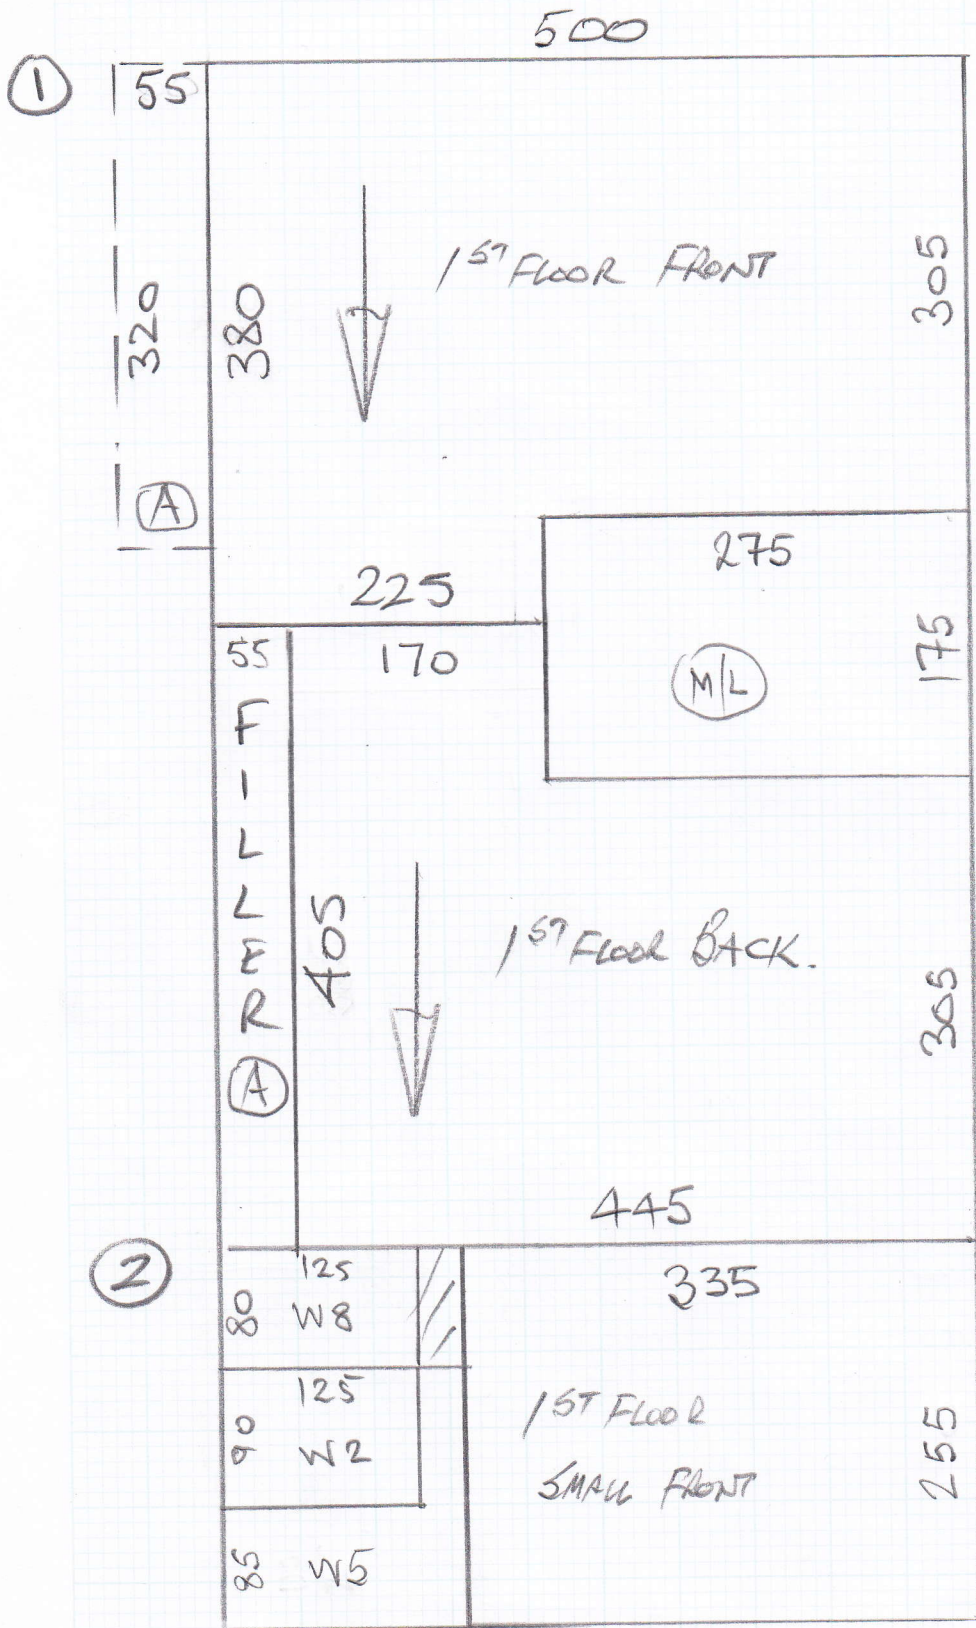 500
1
55
1ST FLOOR FRONT
305
320
380
A
275
225
55
170
M/L
175
FILLER
A
405
1ST FLOOR BACK.
305
445
2
125
335
80
W8
125
90
W2
1ST FLOOR
SMALL FRONT
255
85
W5